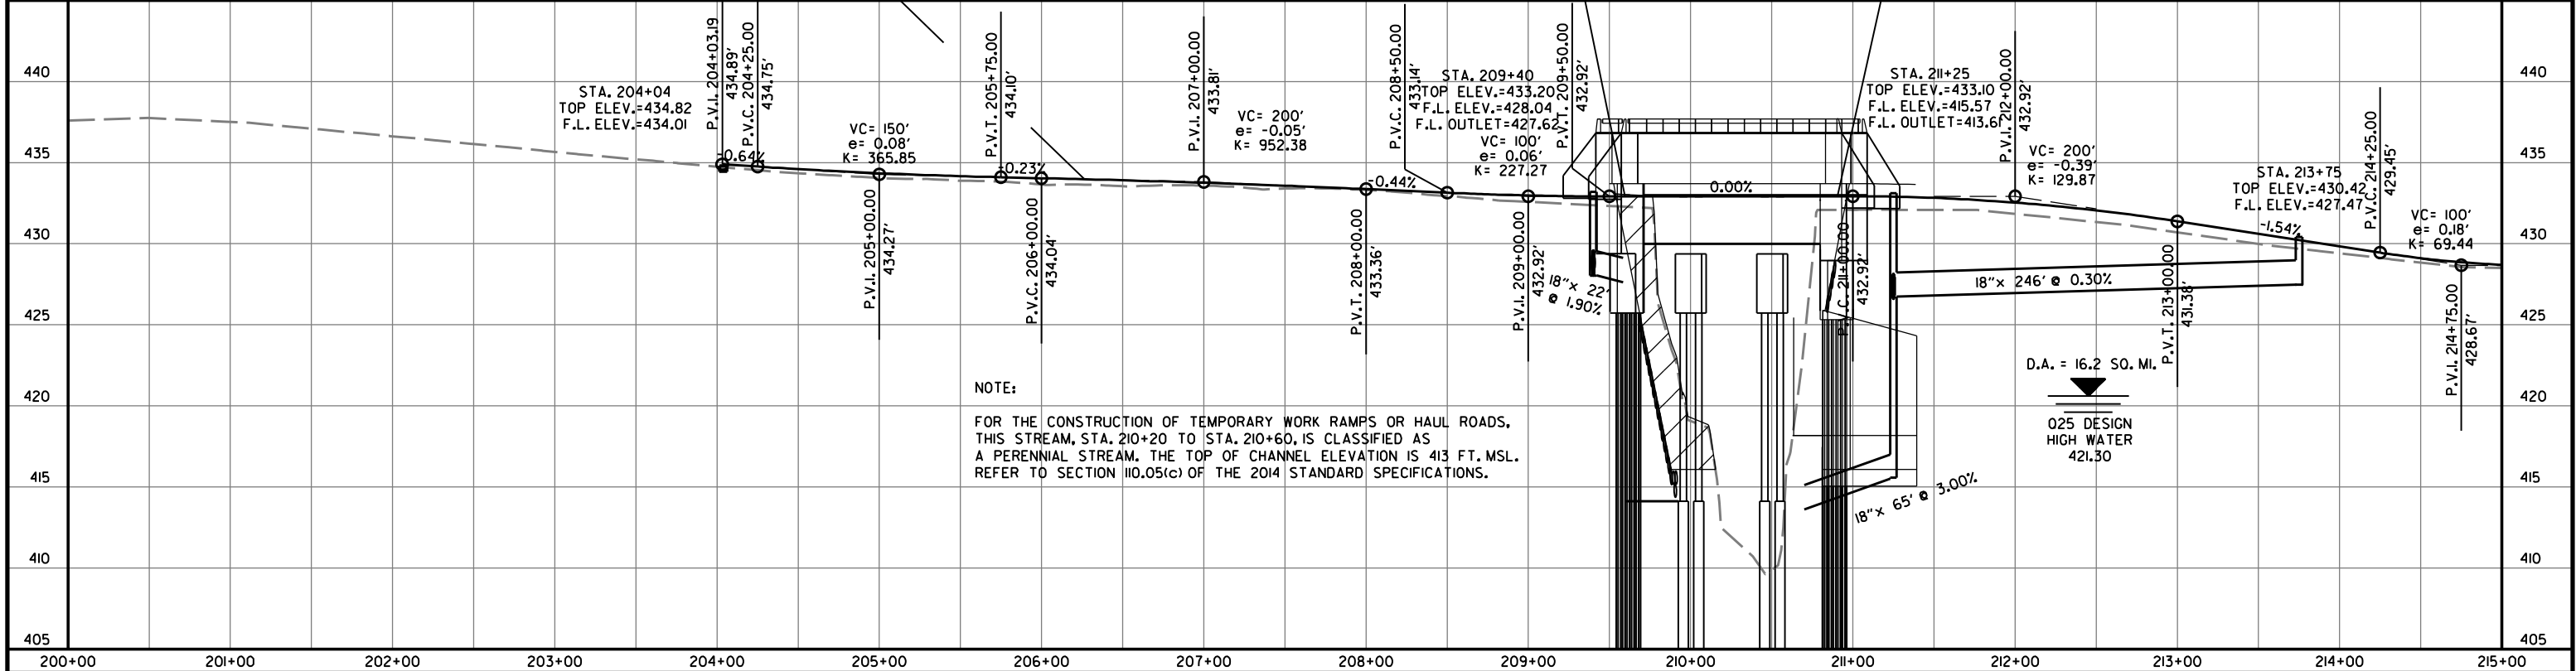 440
435
430
425
420
415
410
405
STA. 204+04
TOP ELEV.=434.82
F.L. ELEV.=434.01
P.V.I. 204+03.19
434.89'
P.V.C. 204+25.00
434.75'
-0.64%
VC= 150'
e= 0.08'
K= 365.85
P.V.I. 205+00.00
434.27'
P.V.T. 205+75.00
434.10'
-0.23%
P.V.C. 206+00.00
434.04'
P.V.I. 207+00.00
433.81'
VC= 200'
e= -0.05'
K= 952.38
P.V.T. 208+00.00
433.36'
-0.44%
P.V.C. 208+50.00
433.14'
STA. 209+40
TOP ELEV.=433.20
F.L. ELEV.=428.04
F.L. OUTLET=427.62
VC= 100'
e= 0.06'
K= 227.27
P.V.I. 209+00.00
432.92'
P.V.T. 209+50.00
432.92'
18"x 22'
@ 1.90%
0.00%
P.V.C. 211+00.00
432.92'
STA. 211+25
TOP ELEV.=433.10
F.L. ELEV.=415.57
F.L. OUTLET=413.61
P.V.I. 212+00.00
432.92'
VC= 200'
e= -0.39'
K= 129.87
18"x 246' @ 0.30%
18"x 65' @ 3.00%
P.V.T. 213+00.00
431.38'
STA. 213+75
TOP ELEV.=430.42
F.L. ELEV.=427.47
-1.54%
P.V.C. 214+25.00
429.45'
VC= 100'
e= 0.18'
K= 69.44
P.V.I. 214+75.00
428.67'
D.A. = 16.2 SQ. MI.
Q25 DESIGN
HIGH WATER
421.30
NOTE:
FOR THE CONSTRUCTION OF TEMPORARY WORK RAMPS OR HAUL ROADS,
THIS STREAM, STA. 210+20 TO STA. 210+60, IS CLASSIFIED AS
A PERENNIAL STREAM. THE TOP OF CHANNEL ELEVATION IS 413 FT. MSL.
REFER TO SECTION 110.05(c) OF THE 2014 STANDARD SPECIFICATIONS.
440
435
430
425
420
415
410
405
200+00 201+00 202+00 203+00 204+00 205+00 206+00 207+00 208+00 209+00 210+00 211+00 212+00 213+00 214+00 215+00